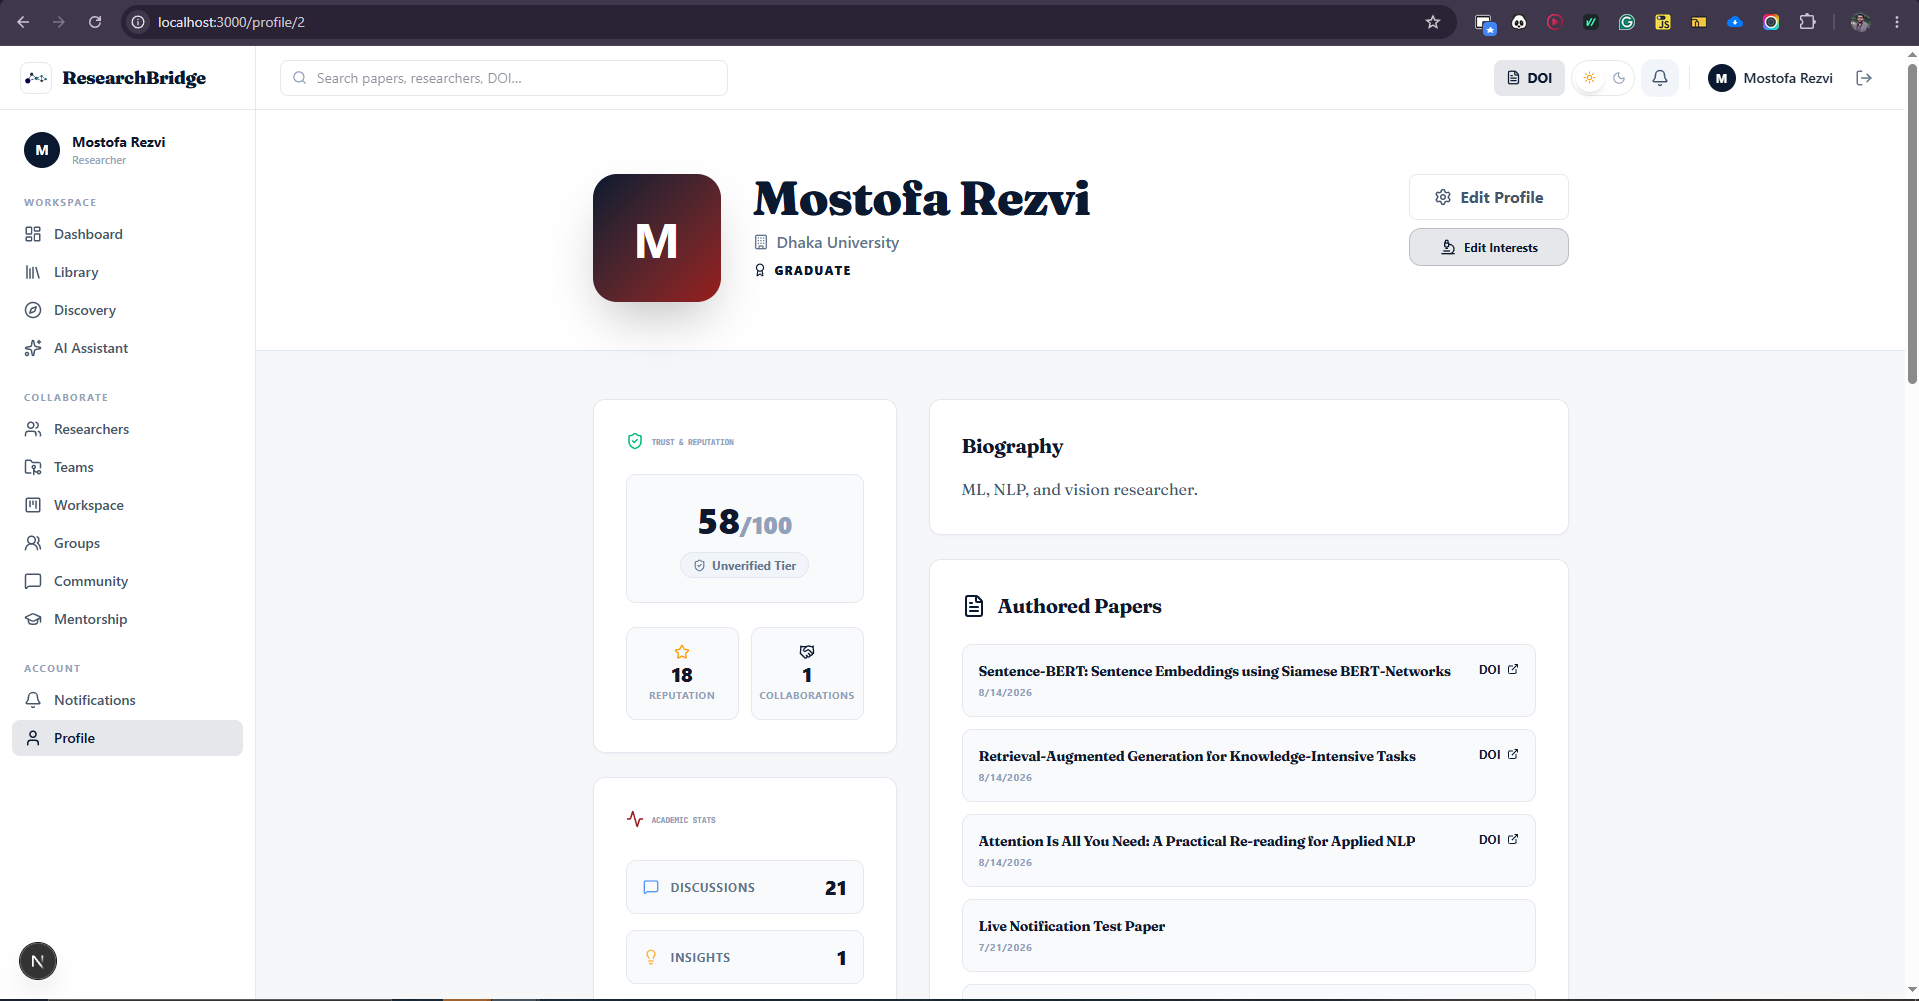 localhost:3000/profile/2
ResearchBridge
Search papers, researchers, DOI...
DOI
M
Mostofa Rezvi
M
Mostofa Rezvi
Researcher
WORKSPACE
Dashboard
Library
Discovery
AI Assistant
COLLABORATE
Researchers
Teams
Workspace
Groups
Community
Mentorship
ACCOUNT
Notifications
Profile
N
M
Mostofa Rezvi
Dhaka University
GRADUATE
Edit Profile
Edit Interests
TRUST & REPUTATION
58/100
Unverified Tier
18
REPUTATION
1
COLLABORATIONS
ACADEMIC STATS
DISCUSSIONS 21
INSIGHTS 1
Biography
ML, NLP, and vision researcher.
Authored Papers
Sentence-BERT: Sentence Embeddings using Siamese BERT-Networks DOI
8/14/2026
Retrieval-Augmented Generation for Knowledge-Intensive Tasks DOI
8/14/2026
Attention Is All You Need: A Practical Re-reading for Applied NLP DOI
8/14/2026
Live Notification Test Paper
7/21/2026